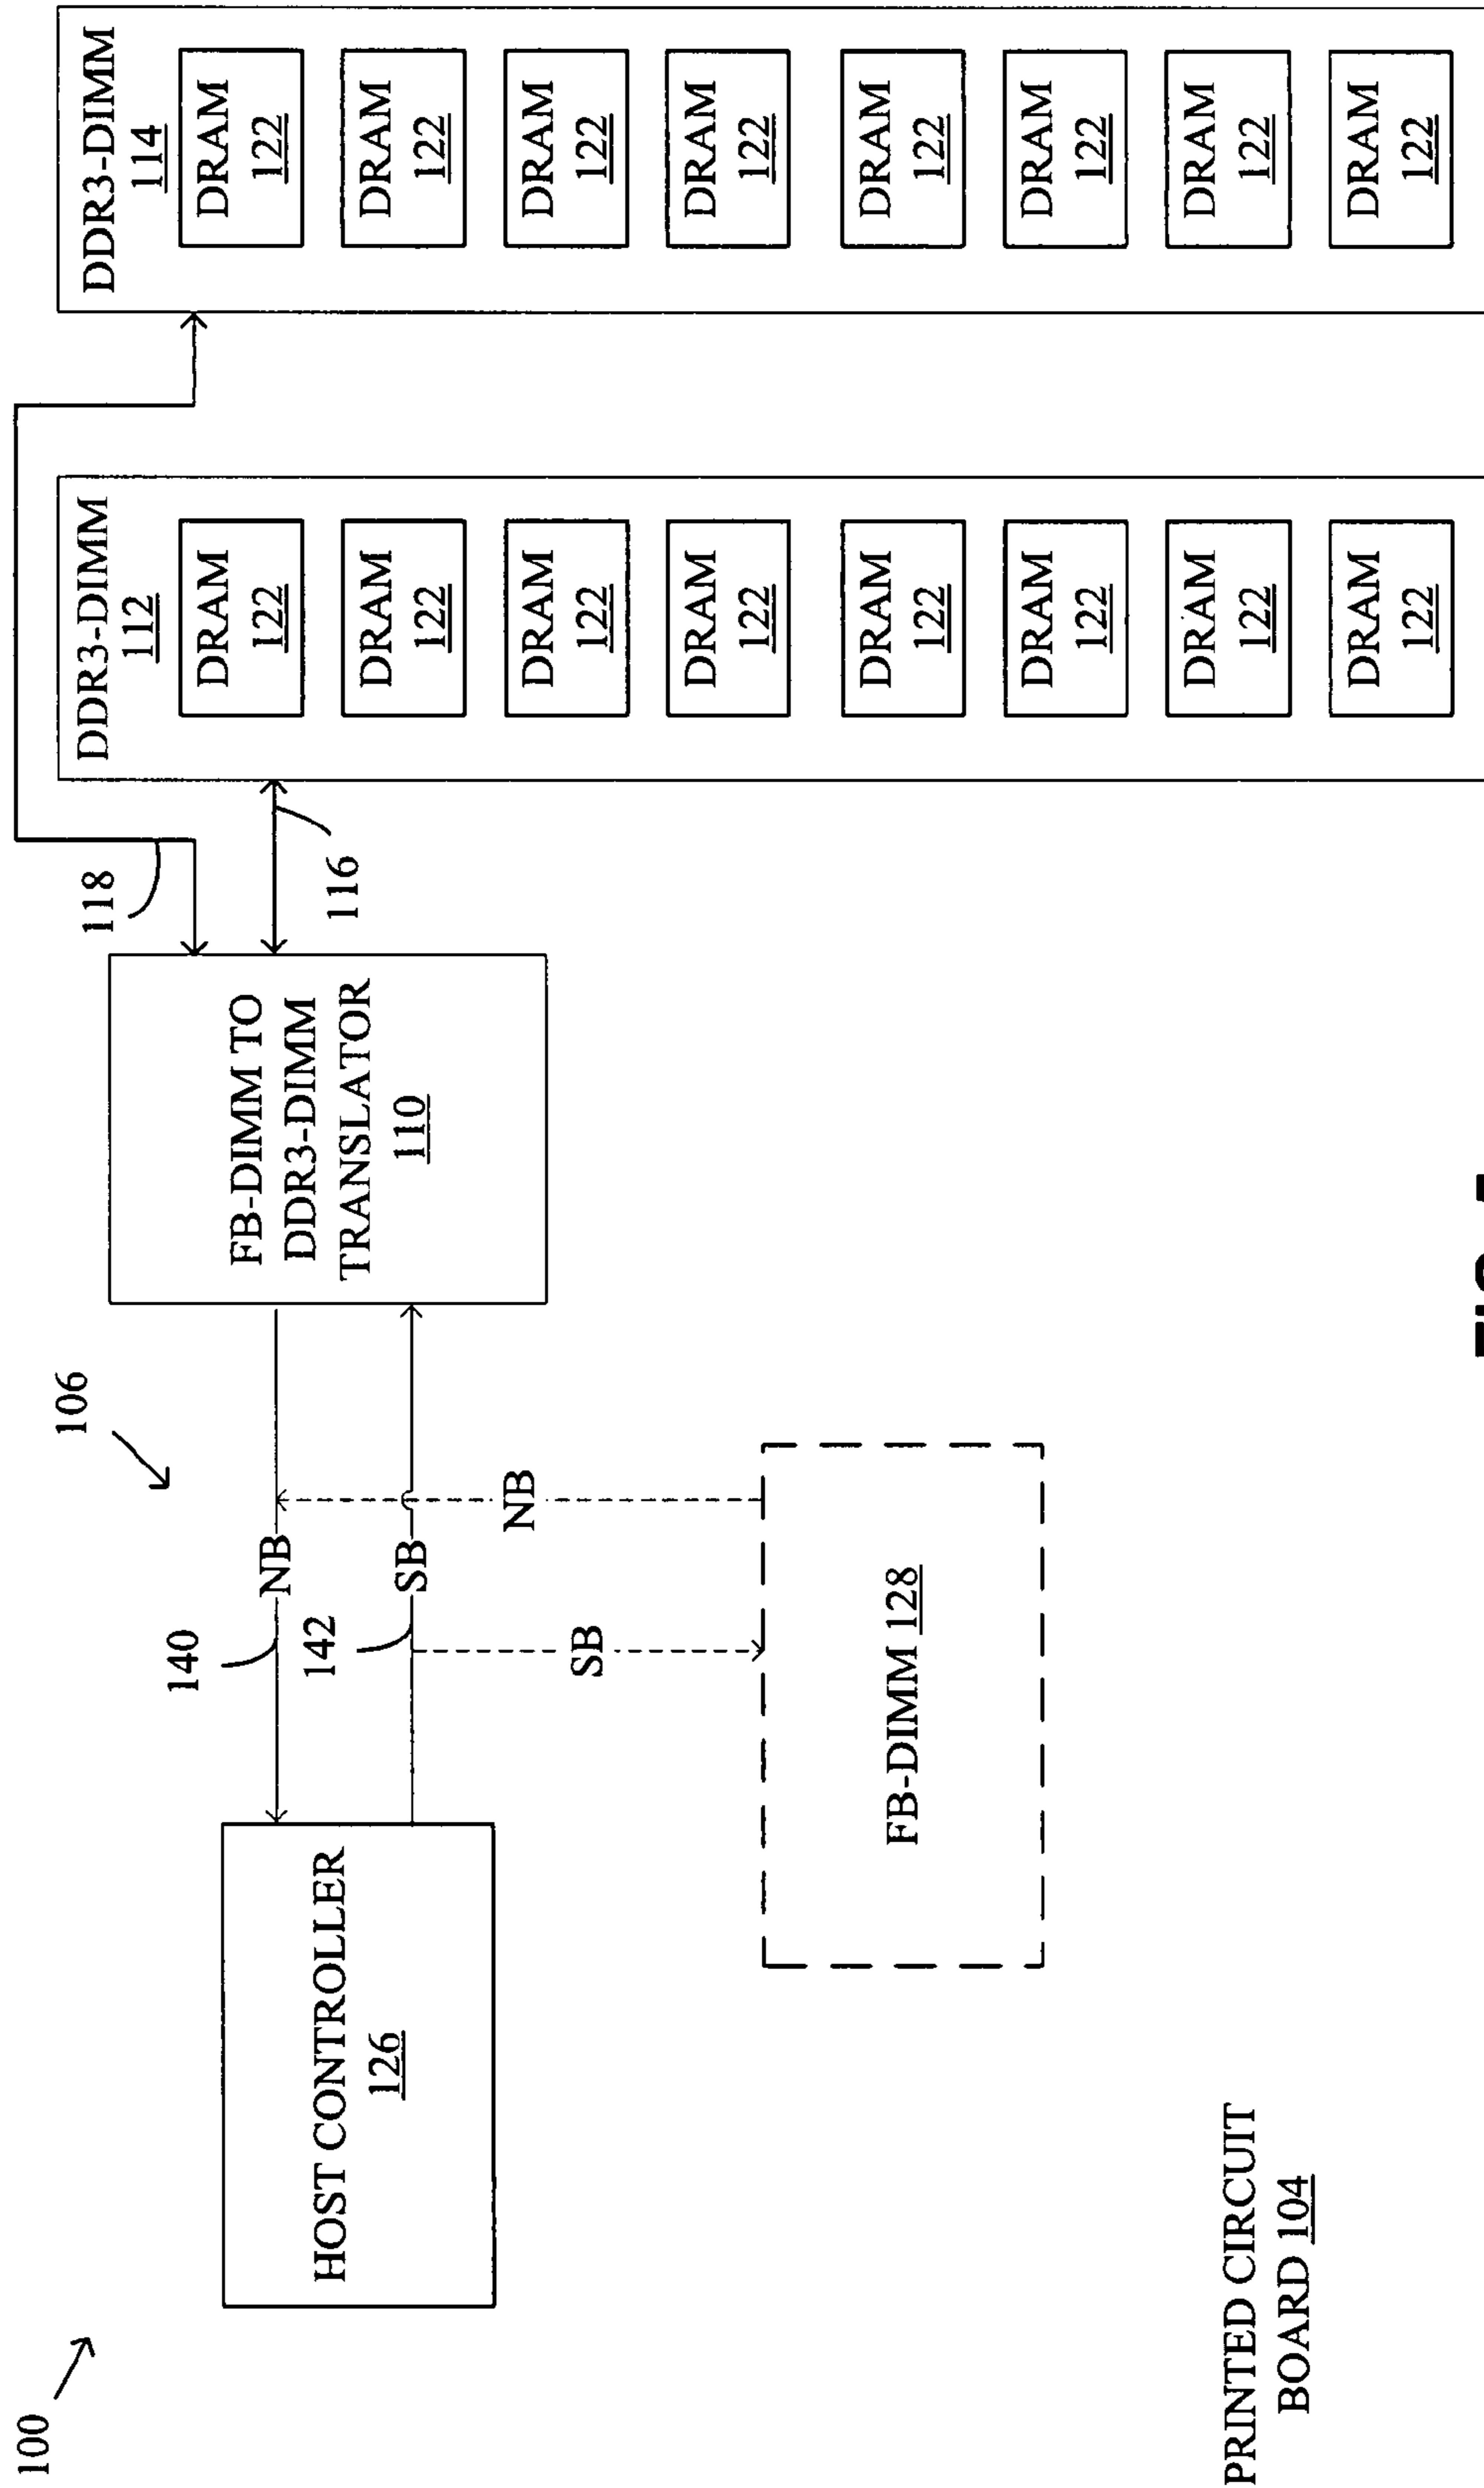 100
106
118
116
140
142
NB
SB
NB
SB
HOST CONTROLLER
126
FB-DIMM 128
FB-DIMM TO
DDR3-DIMM
TRANSLATOR
110
DDR3-DIMM
112
DRAM
122
DRAM
122
DRAM
122
DRAM
122
DRAM
122
DRAM
122
DRAM
122
DRAM
122
DDR3-DIMM
114
DRAM
122
DRAM
122
DRAM
122
DRAM
122
DRAM
122
DRAM
122
DRAM
122
DRAM
122
PRINTED CIRCUIT
BOARD 104
FIG.